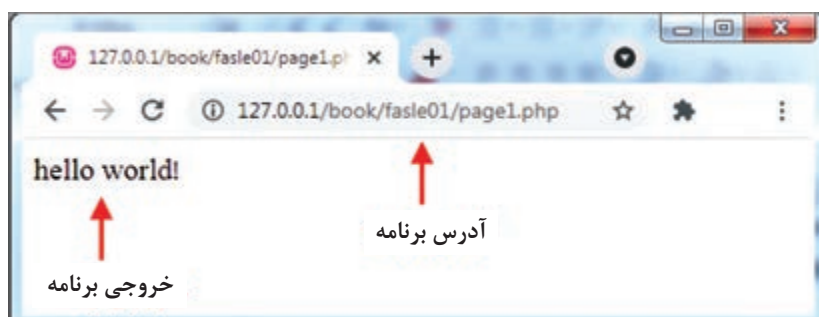 127.0.0.1/book/fasle01/page1.p
127.0.0.1/book/fasle01/page1.php
hello world!
آدرس برنامه
خروجی برنامه